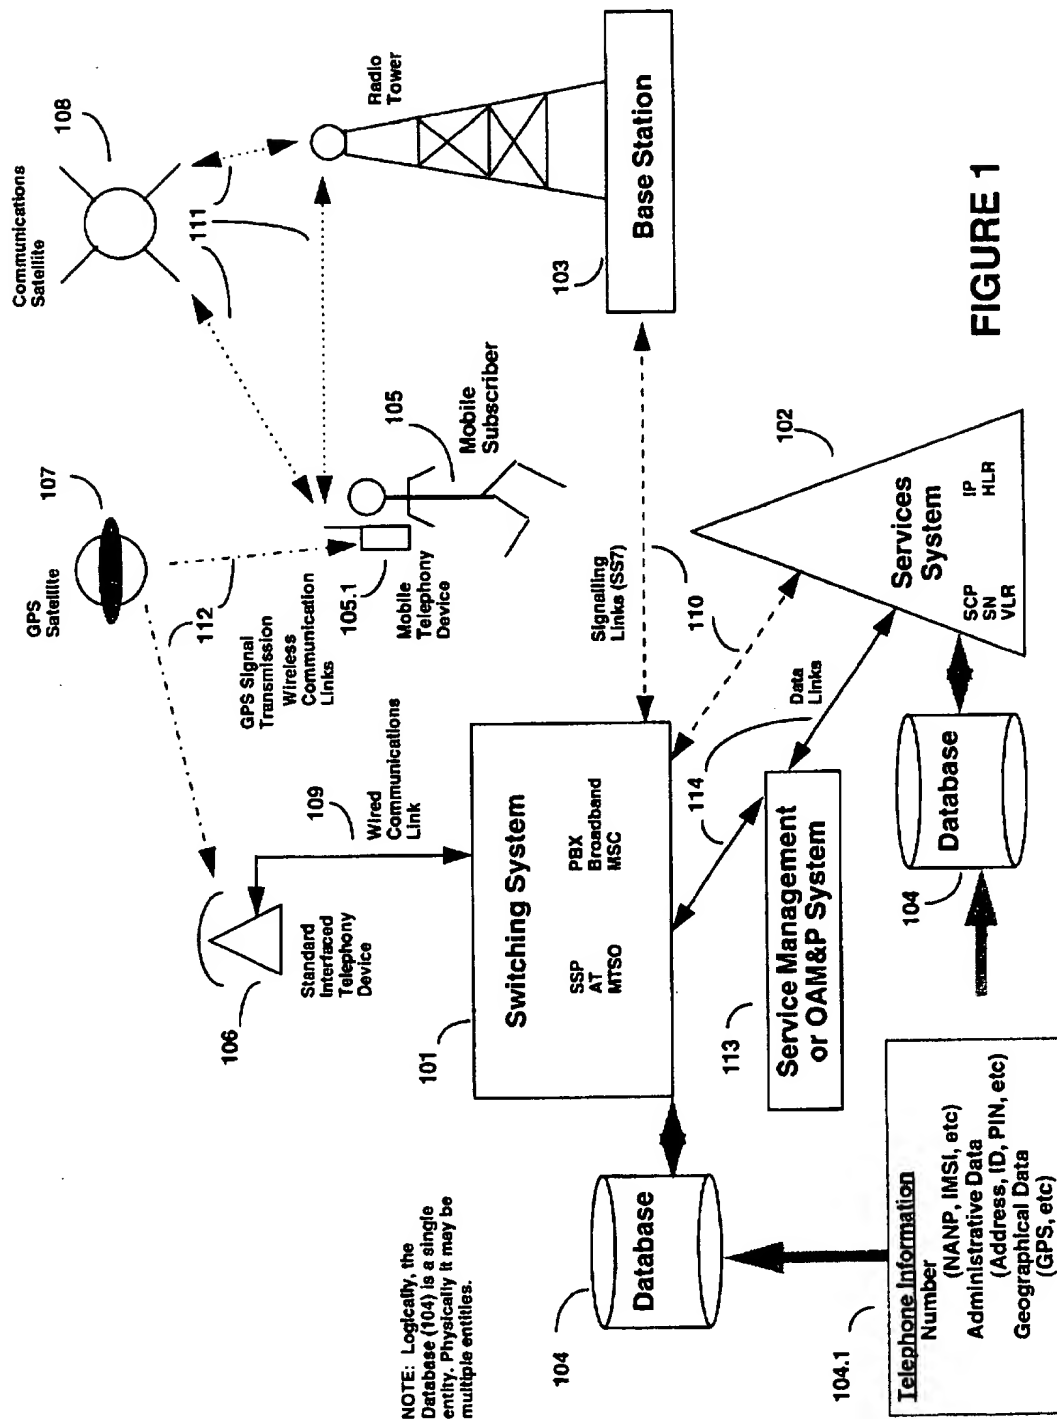 Communications
Satellite
108
GPS
Satellite
107
111
112
GPS Signal
Transmission
Wireless
Communication
Links
105.1
Mobile
Telephony
Device
105
Mobile
Subscriber
Radio
Tower
103
Base Station
106
Standard
Interfaced
Telephony
Device
109
Wired
Communication
Link
101
Switching System
SSP
AT
MTSO
PBX
Broadband
MSC
Signalling
Links (SS7)
110
102
Services
System
SCP
SN
VLR
IP
HLR
114
Data
Links
113
Service Management
or OAM&P System
NOTE: Logically, the
Database (104) is a single
entity. Physically it may be
multiple entities.
104
Database
104
Database
104.1
Telephone Information
Number
(NANP, IMSI, etc)
Administrative Data
(Address, ID, PIN, etc)
Geographical Data
(GPS, etc)
FIGURE 1